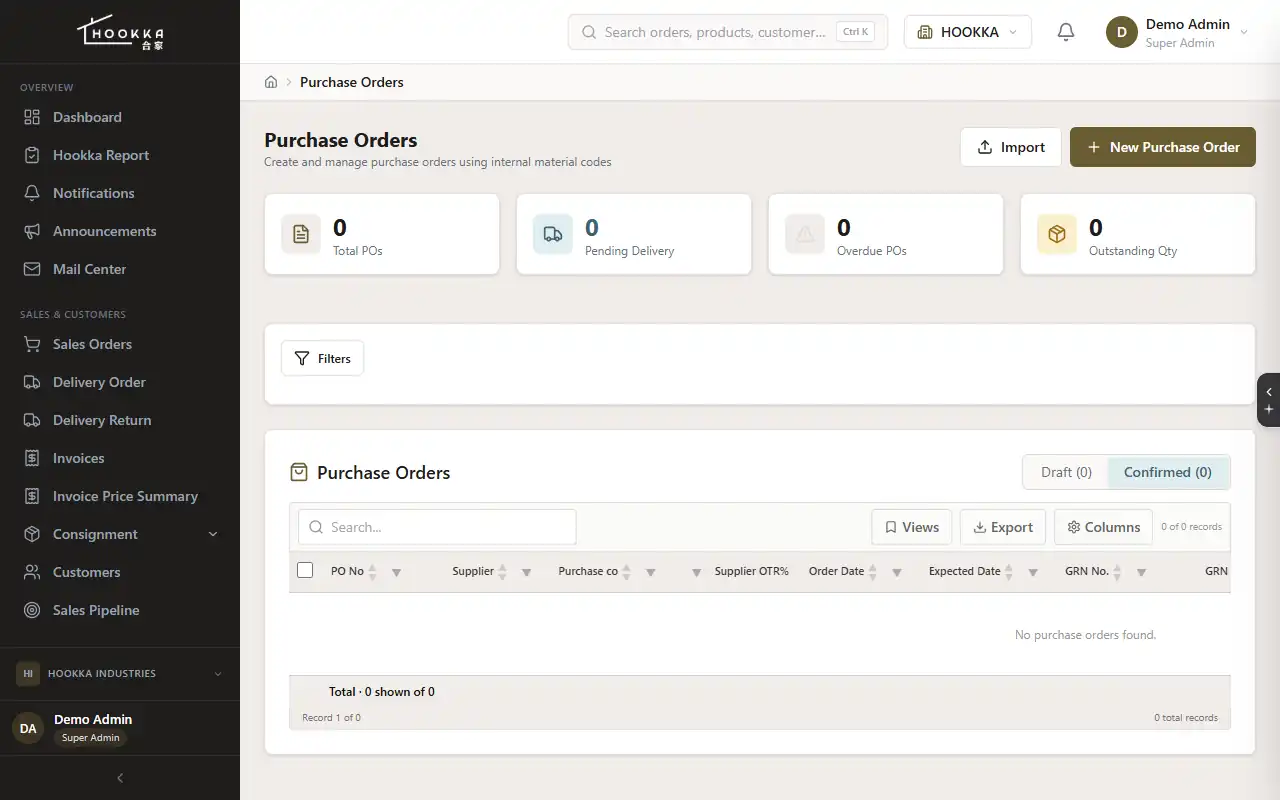 HOOKKA
合家
OVERVIEW
Dashboard
Hookka Report
Notifications
Announcements
Mail Center
SALES & CUSTOMERS
Sales Orders
Delivery Order
Delivery Return
Invoices
Invoice Price Summary
Consignment
Customers
Sales Pipeline
HI HOOKKA INDUSTRIES
DA Demo Admin
Super Admin
Search orders, products, customer... Ctrl K
HOOKKA
D Demo Admin
Super Admin
Purchase Orders
Purchase Orders
Create and manage purchase orders using internal material codes
Import
New Purchase Order
0
Total POs
0
Pending Delivery
0
Overdue POs
0
Outstanding Qty
Filters
Purchase Orders
Draft (0) Confirmed (0)
Search... Views Export Columns 0 of 0 records
PO No Supplier Purchase co Supplier OTR% Order Date Expected Date GRN No. GRN
No purchase orders found.
Total · 0 shown of 0
Record 1 of 0 0 total records